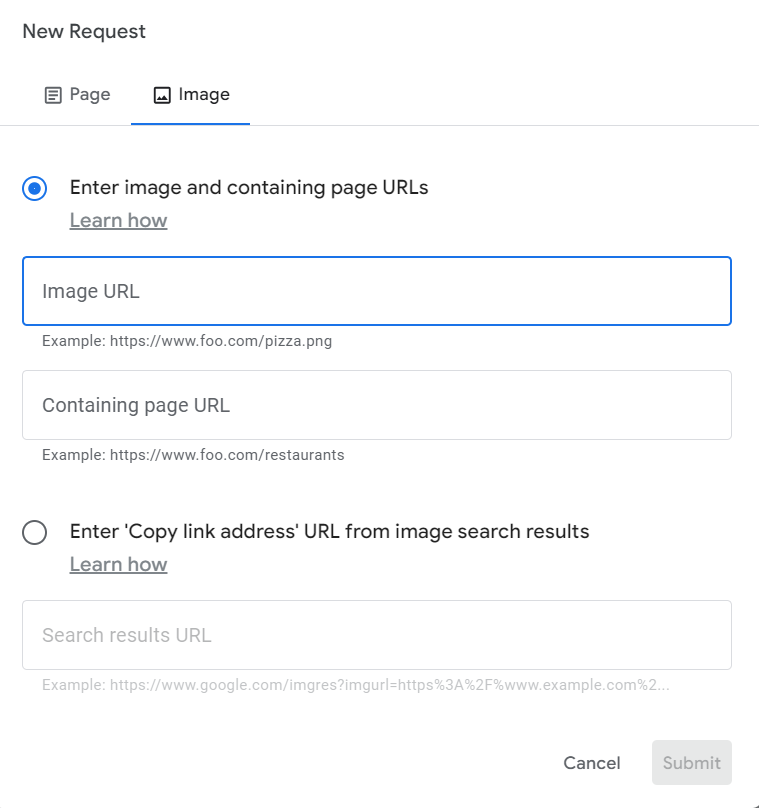 New Request
Page
Image
Enter image and containing page URLs
Learn how
Image URL
Example: https://www.foo.com/pizza.png
Containing page URL
Example: https://www.foo.com/restaurants
Enter 'Copy link address' URL from image search results
Learn how
Search results URL
Example: https://www.google.com/imgres?imgurl=https%3A%2F%www.example.com%2...
Cancel
Submit